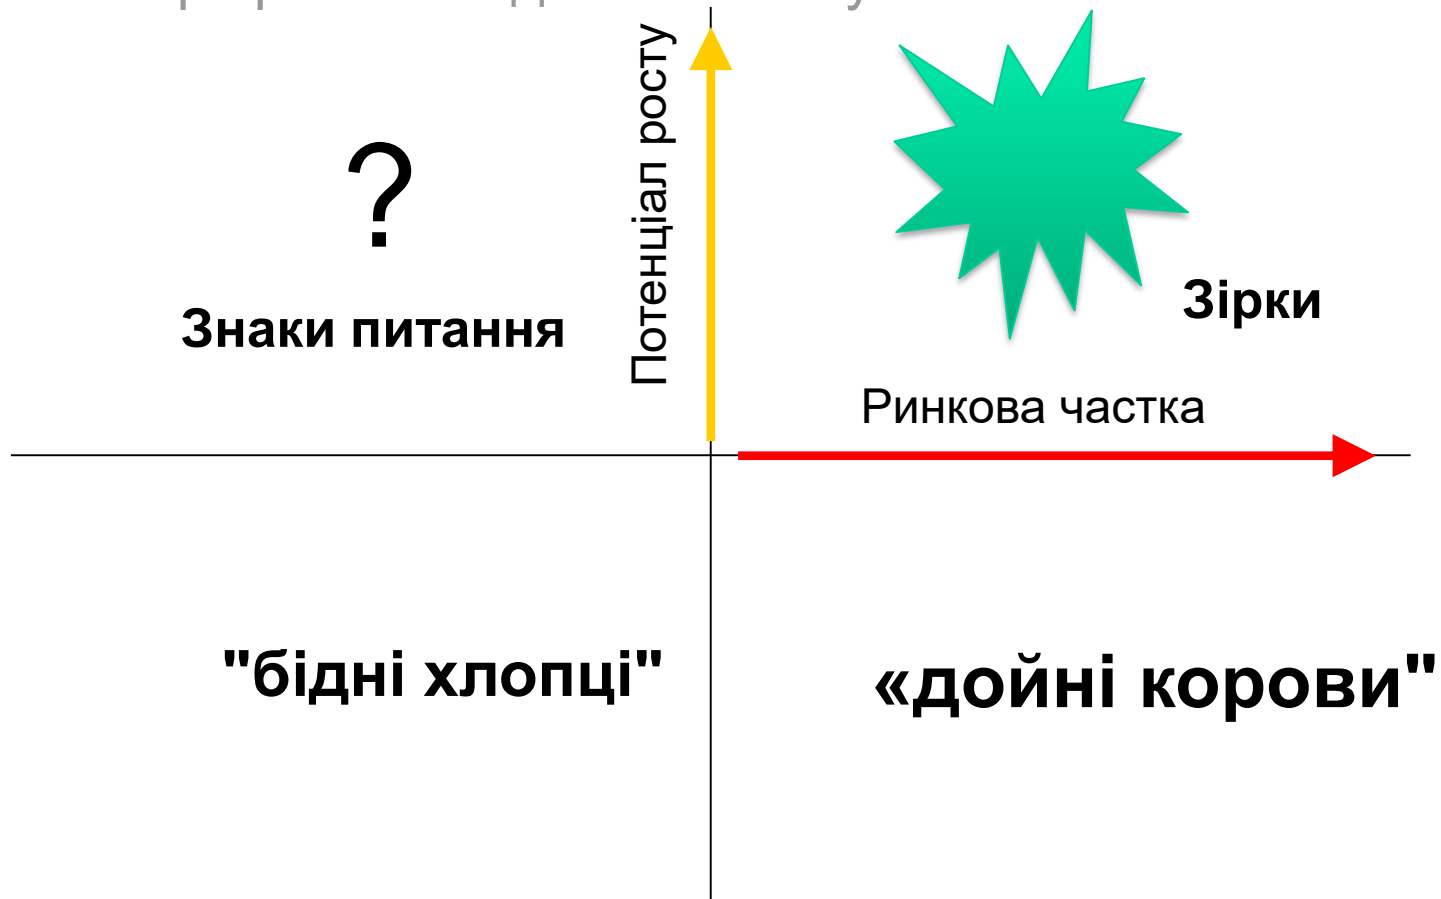 ?
Знаки питання
Потенціал росту
Зірки
Ринкова частка
"бідні хлопці"
«дойні корови"